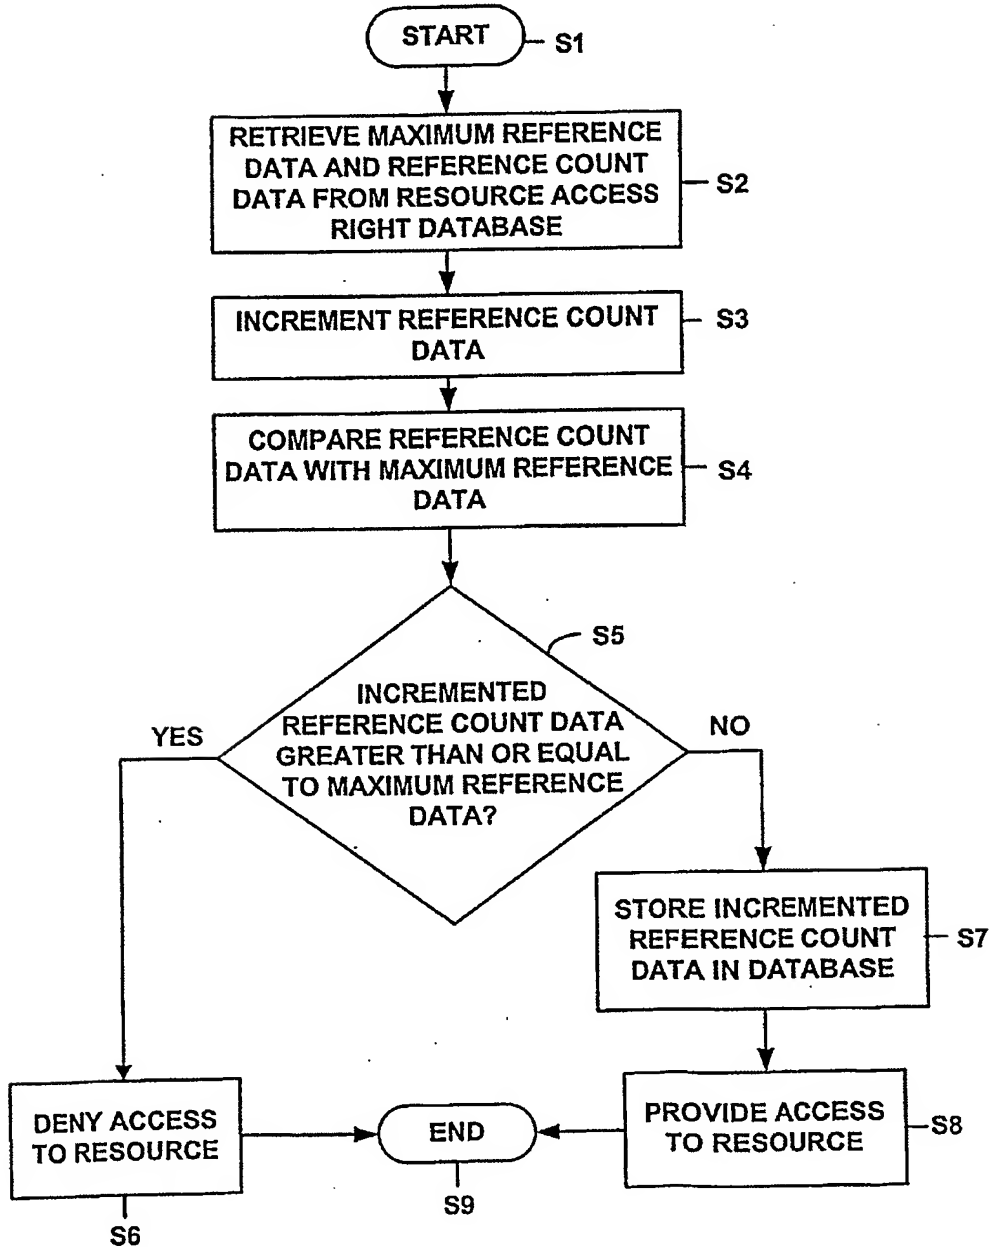 START
S1
RETRIEVE MAXIMUM REFERENCE
DATA AND REFERENCE COUNT
DATA FROM RESOURCE ACCESS
RIGHT DATABASE
S2
INCREMENT REFERENCE COUNT
DATA
S3
COMPARE REFERENCE COUNT
DATA WITH MAXIMUM REFERENCE
DATA
S4
S5
INCREMENTED
REFERENCE COUNT DATA
GREATER THAN OR EQUAL
TO MAXIMUM REFERENCE
DATA?
YES
NO
STORE INCREMENTED
REFERENCE COUNT
DATA IN DATABASE
S7
DENY ACCESS
TO RESOURCE
S6
END
S9
PROVIDE ACCESS
TO RESOURCE
S8